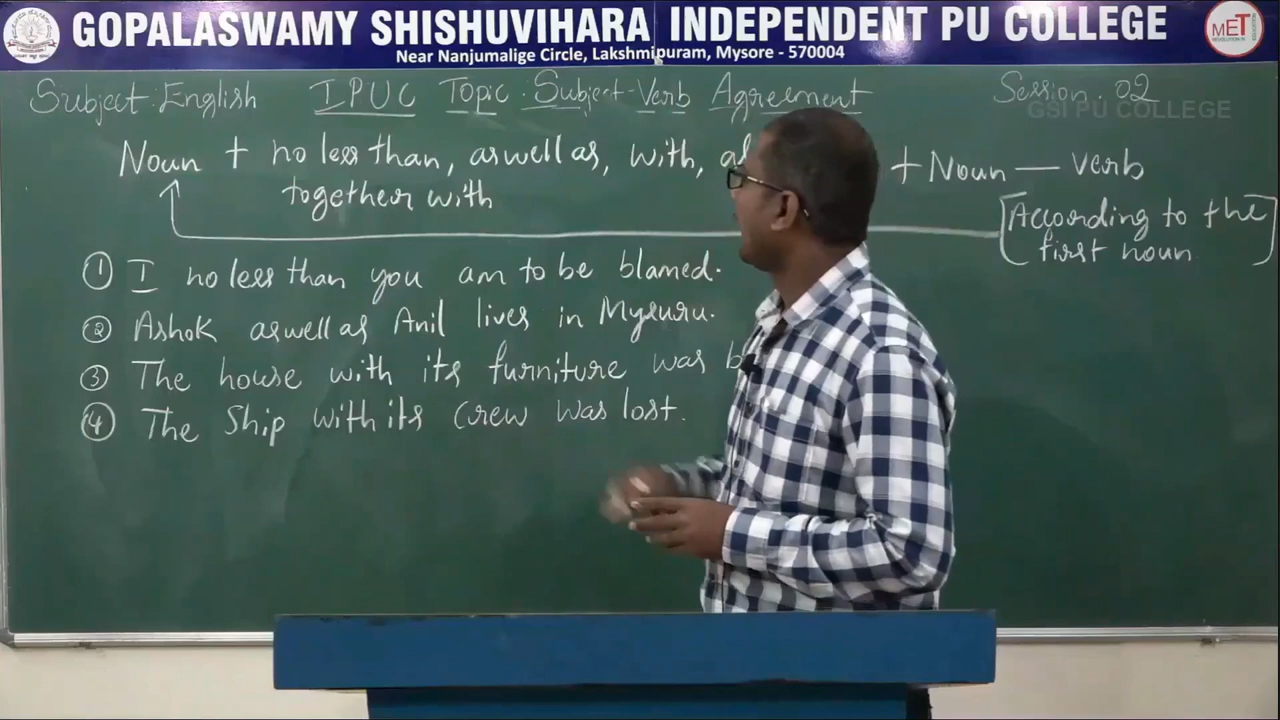 GOPALASWAMY SHISHUVIHARA INDEPENDENT PU COLLEGE
MET
Near Nanjumalige Circle, Lakshmipuram, Mysore - 570004
Subject: English I PUC Topic: Subject-Verb Agreement Session. 02
GSI PU COLLEGE
Noun + no less than, as well as, with, + Noun — Verb
together with
[According to the
first noun]
① I no less than you am to be blamed.
② Ashok as well as Anil lives in Mysuru.
③ The house with its furniture was
④ The Ship with its crew was lost.